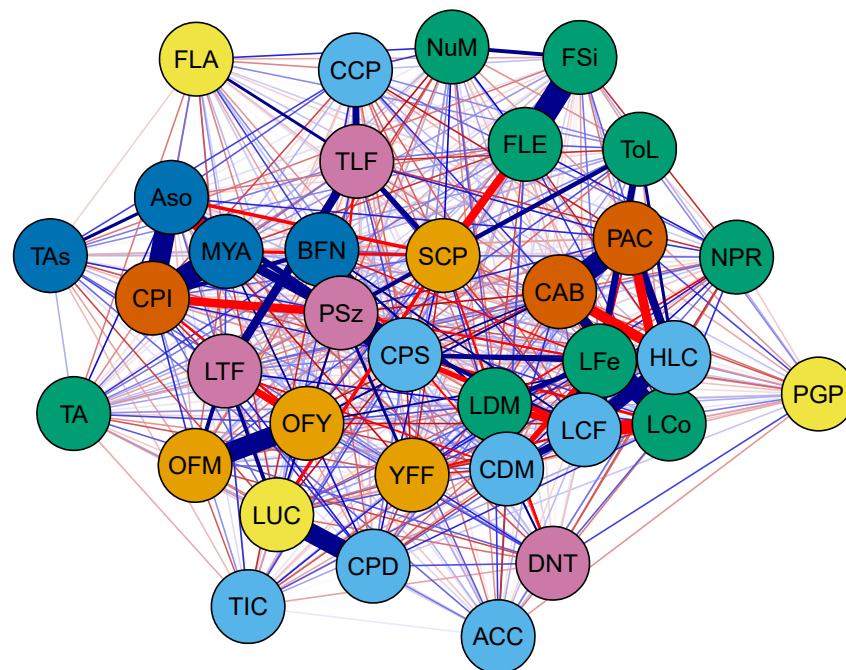 NuM
FLA
CCP
FSi
FLE
TLF
ToL
Aso
MYA
BFN
SCP
PAC
TAs
NPR
CPI
CAB
PSz
CPS
HLC
LFe
LTF
PGP
LDM
TA
OFY
LCF
LCo
OFM
YFF
CDM
LUC
CPD
DNT
TIC
ACC